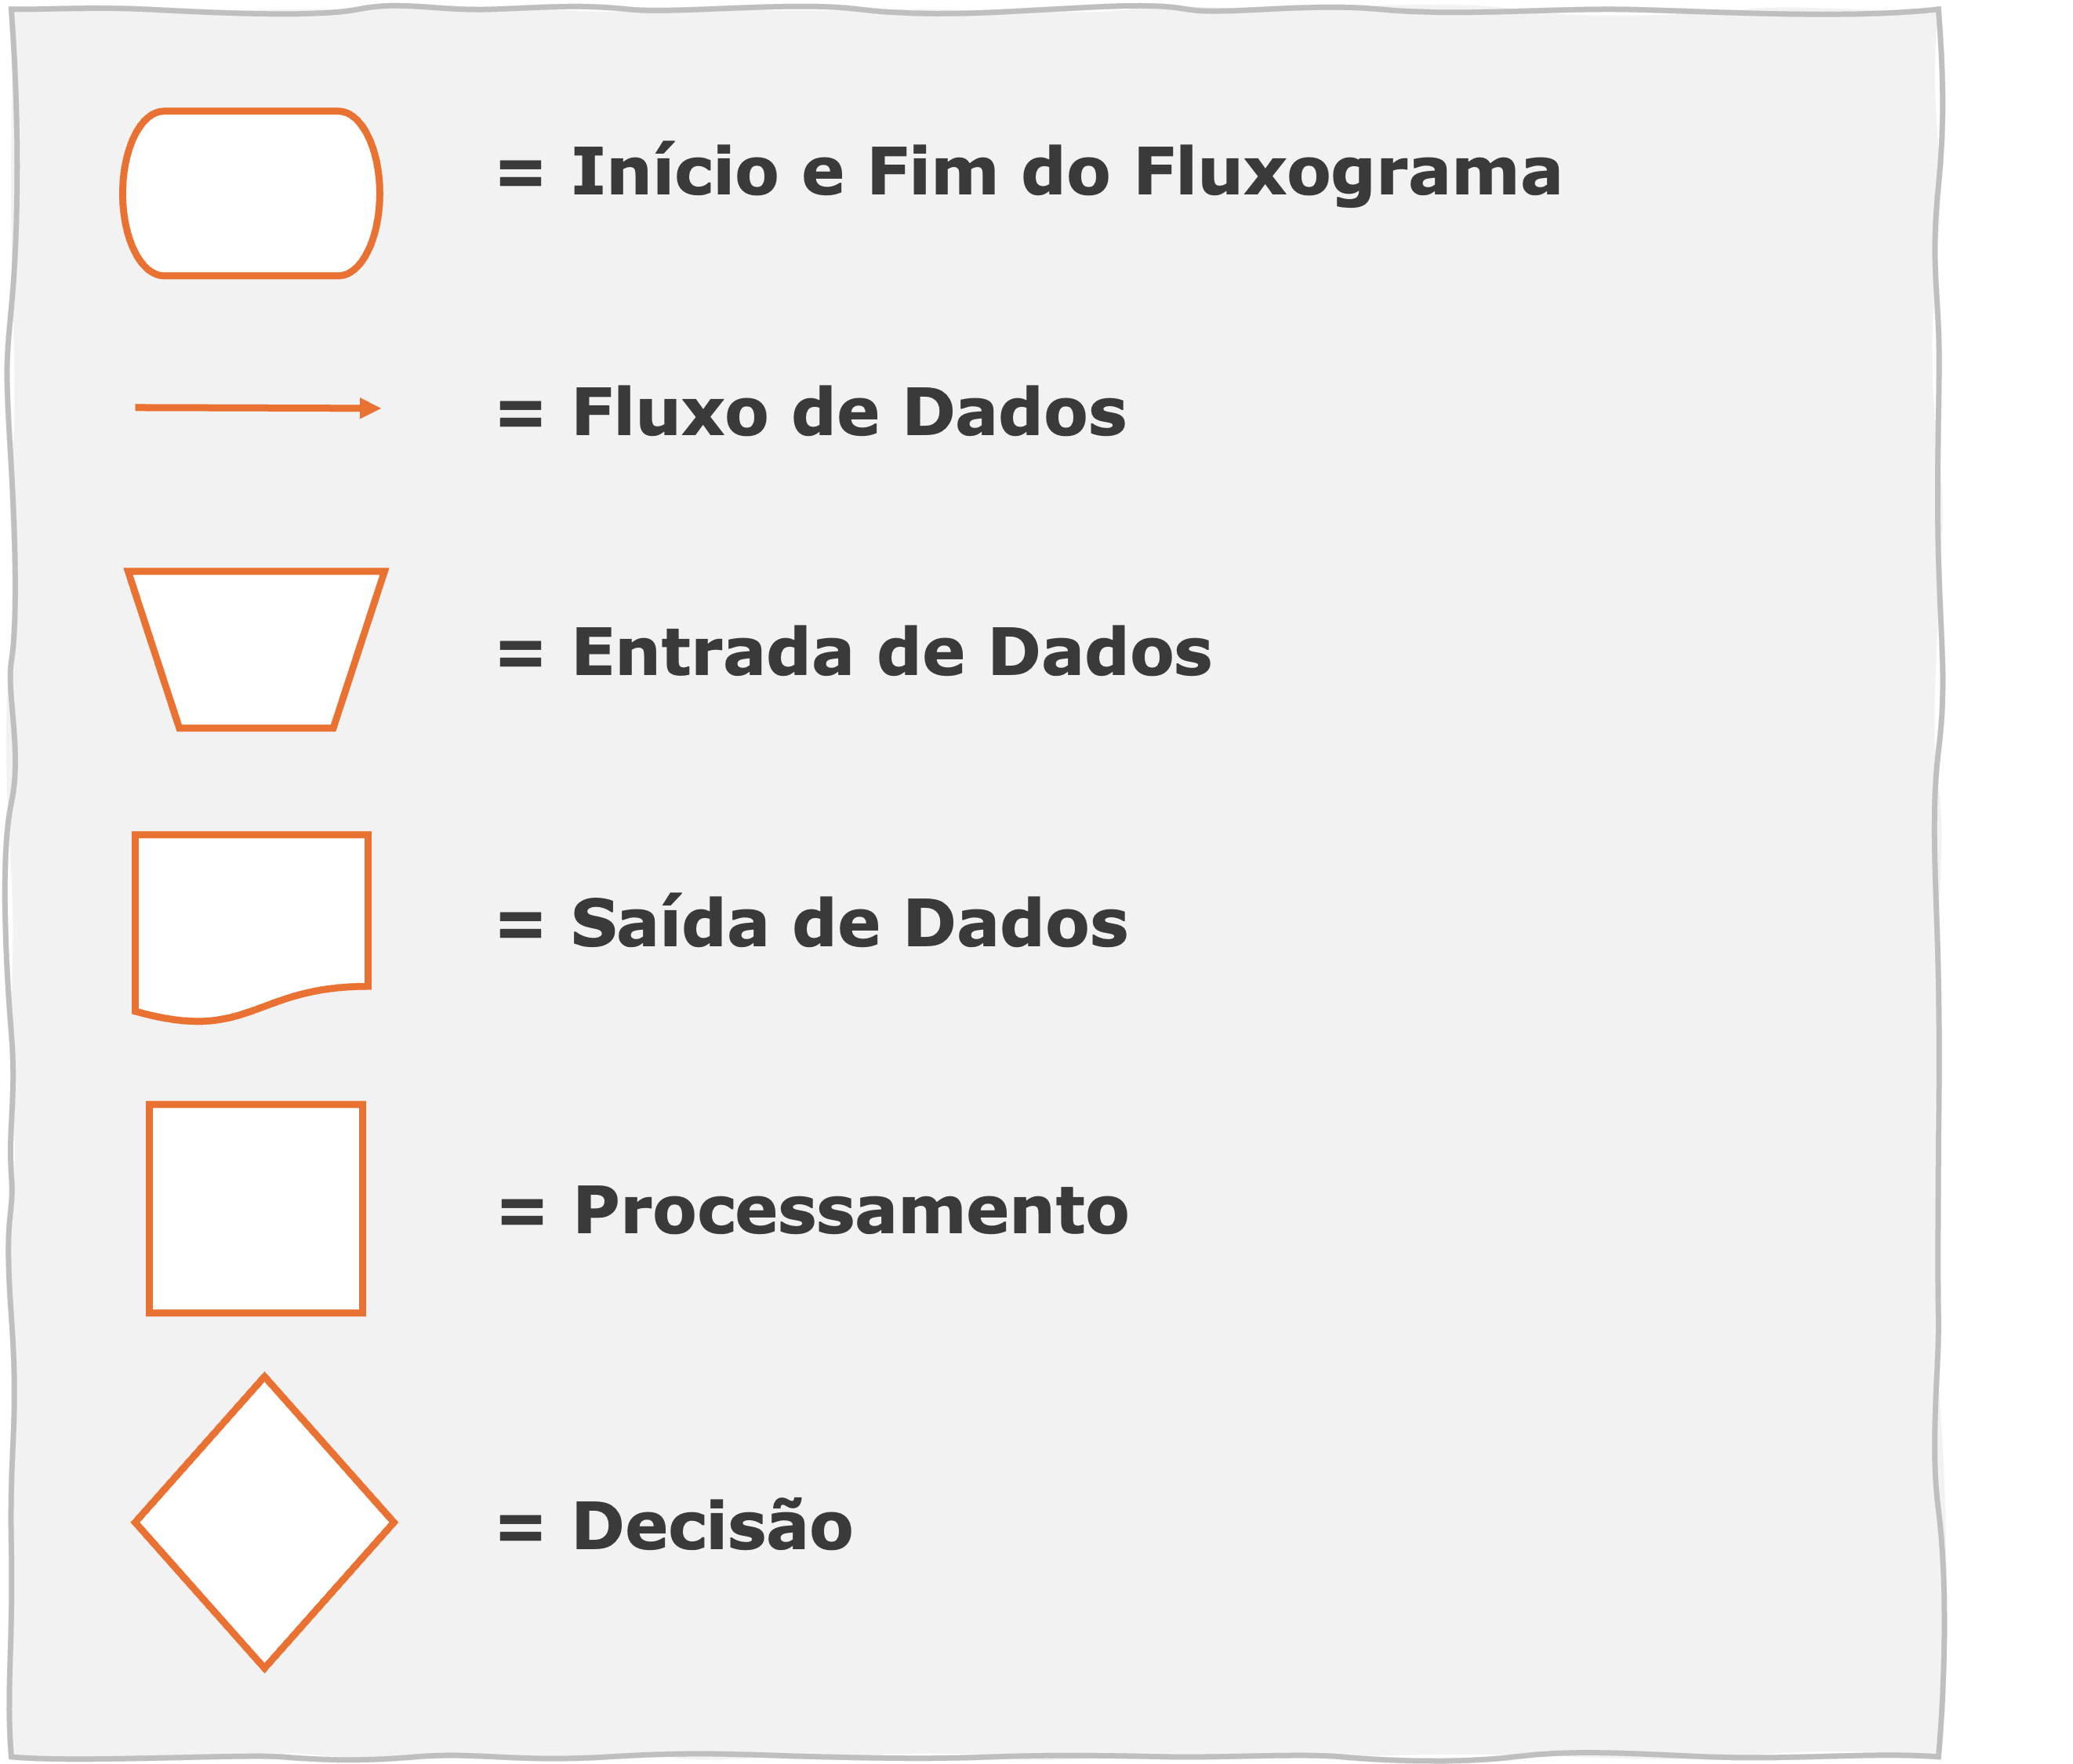 = Início e Fim do Fluxograma
= Fluxo de Dados
= Entrada de Dados
= Saída de Dados
= Processamento
= Decisão